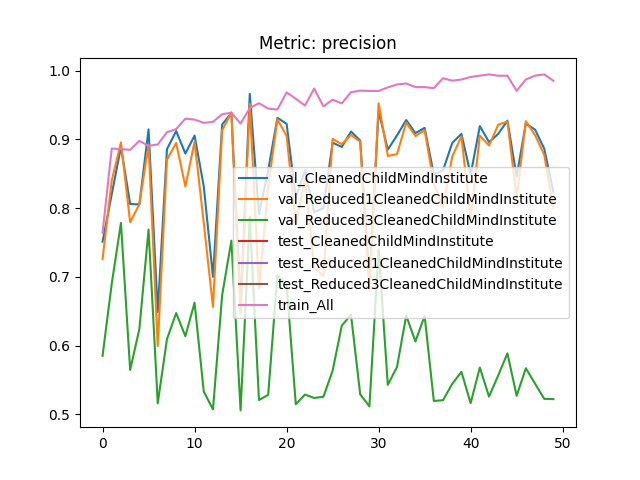 Metric: precision
1.0
0.9
0.8
0.7
0.6
0.5
val_CleanedChildMindInstitute
val_Reduced1CleanedChildMindInstitute
val_Reduced3CleanedChildMindInstitute
test_CleanedChildMindInstitute
test_Reduced1CleanedChildMindInstitute
test_Reduced3CleanedChildMindInstitute
train_All
0 10 20 30 40 50